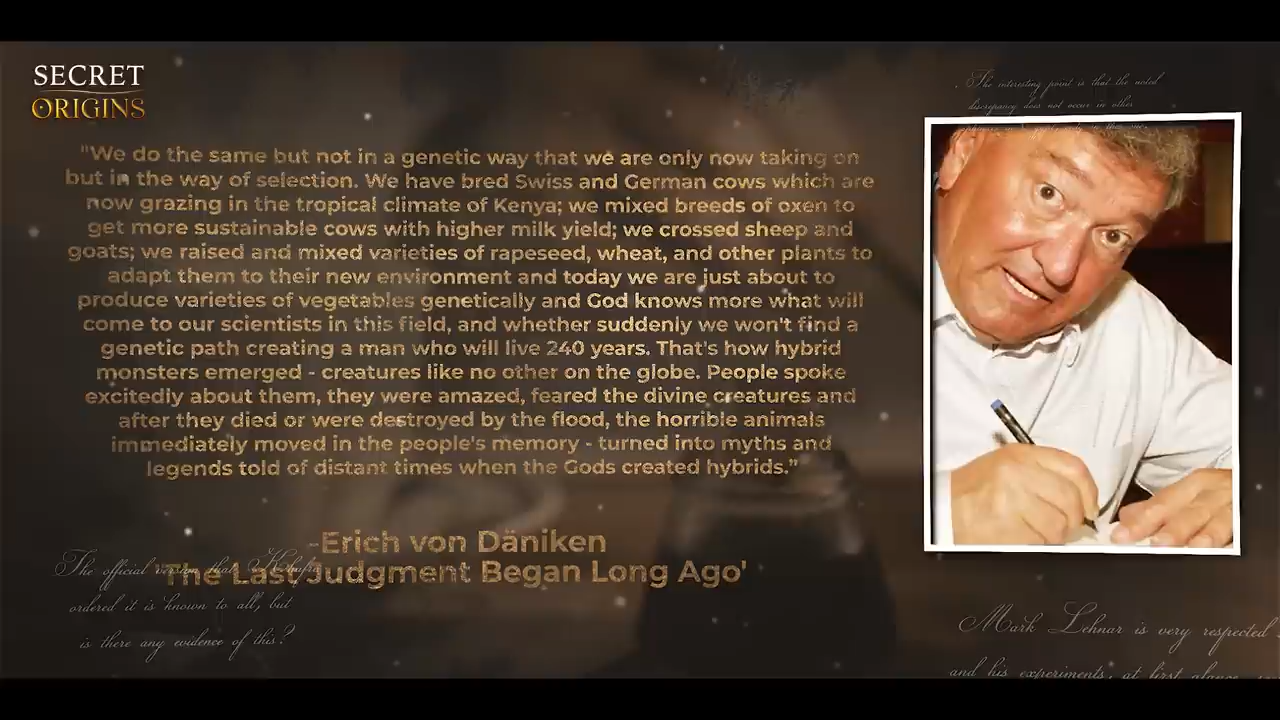 SECRET
ORIGINS
The interesting point is that the noted
discrepancy does not occur in other
"We do the same but not in a genetic way that we are only now taking on
but in the way of selection. We have bred Swiss and German cows which are
now grazing in the tropical climate of Kenya; we mixed breeds of oxen to
get more sustainable cows with higher milk yield; we crossed sheep and
goats; we raised and mixed varieties of rapeseed, wheat, and other plants to
adapt them to their new environment and today we are just about to
produce varieties of vegetables genetically and God knows more what will
come to our scientists in this field, and whether suddenly we won't find a
genetic path creating a man who will live 240 years. That's how hybrid
monsters emerged - creatures like no other on the globe. People spoke
excitedly about them, they were amazed, feared the divine creatures and
after they died or were destroyed by the flood, the horrible animals
immediately moved in the people's memory - turned into myths and
legends told of distant times when the Gods created hybrids."
-Erich von Däniken
'The Last Judgment Began Long Ago'
The official version that Khufu
ordered it is known to all, but
is there any evidence of this?
Mark Lehnar is very respected
and his experiments, at first glance,